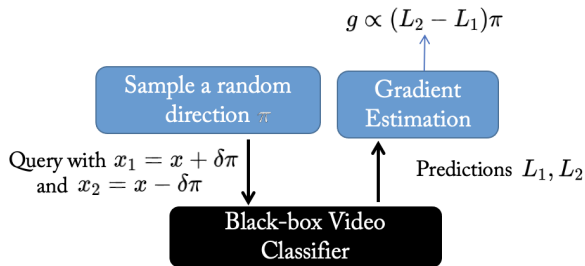 g ∝ (L₂ − L₁)π
Sample a random
direction π
Gradient
Estimation
Query with x₁ = x + δπ
and x₂ = x − δπ
Predictions L₁, L₂
Black-box Video
Classifier